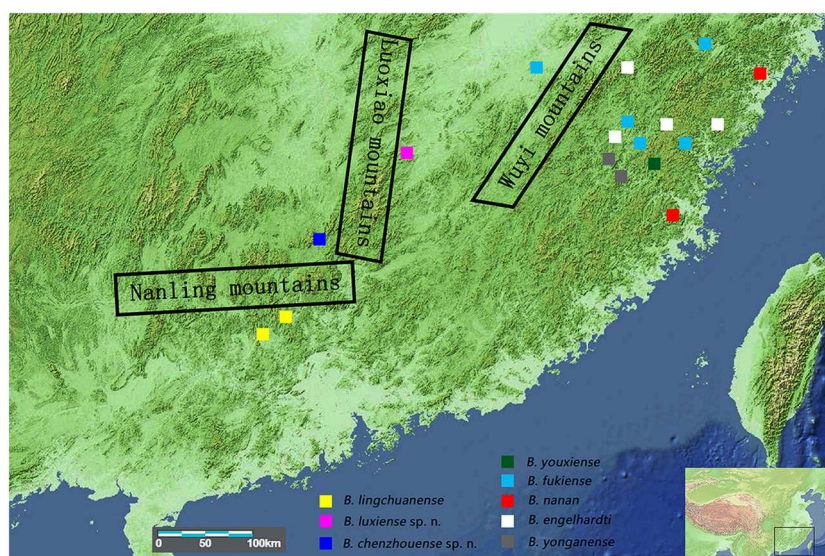 luoxiao mountains
Wuyi mountains
Nanling mountains
B. youxiense
B. fukiense
B. lingchuanense
B. nanan
B. luxiense sp. n.
B. engelhardti
B. chenzhouense sp. n.
B. yonganense
0 50 100km